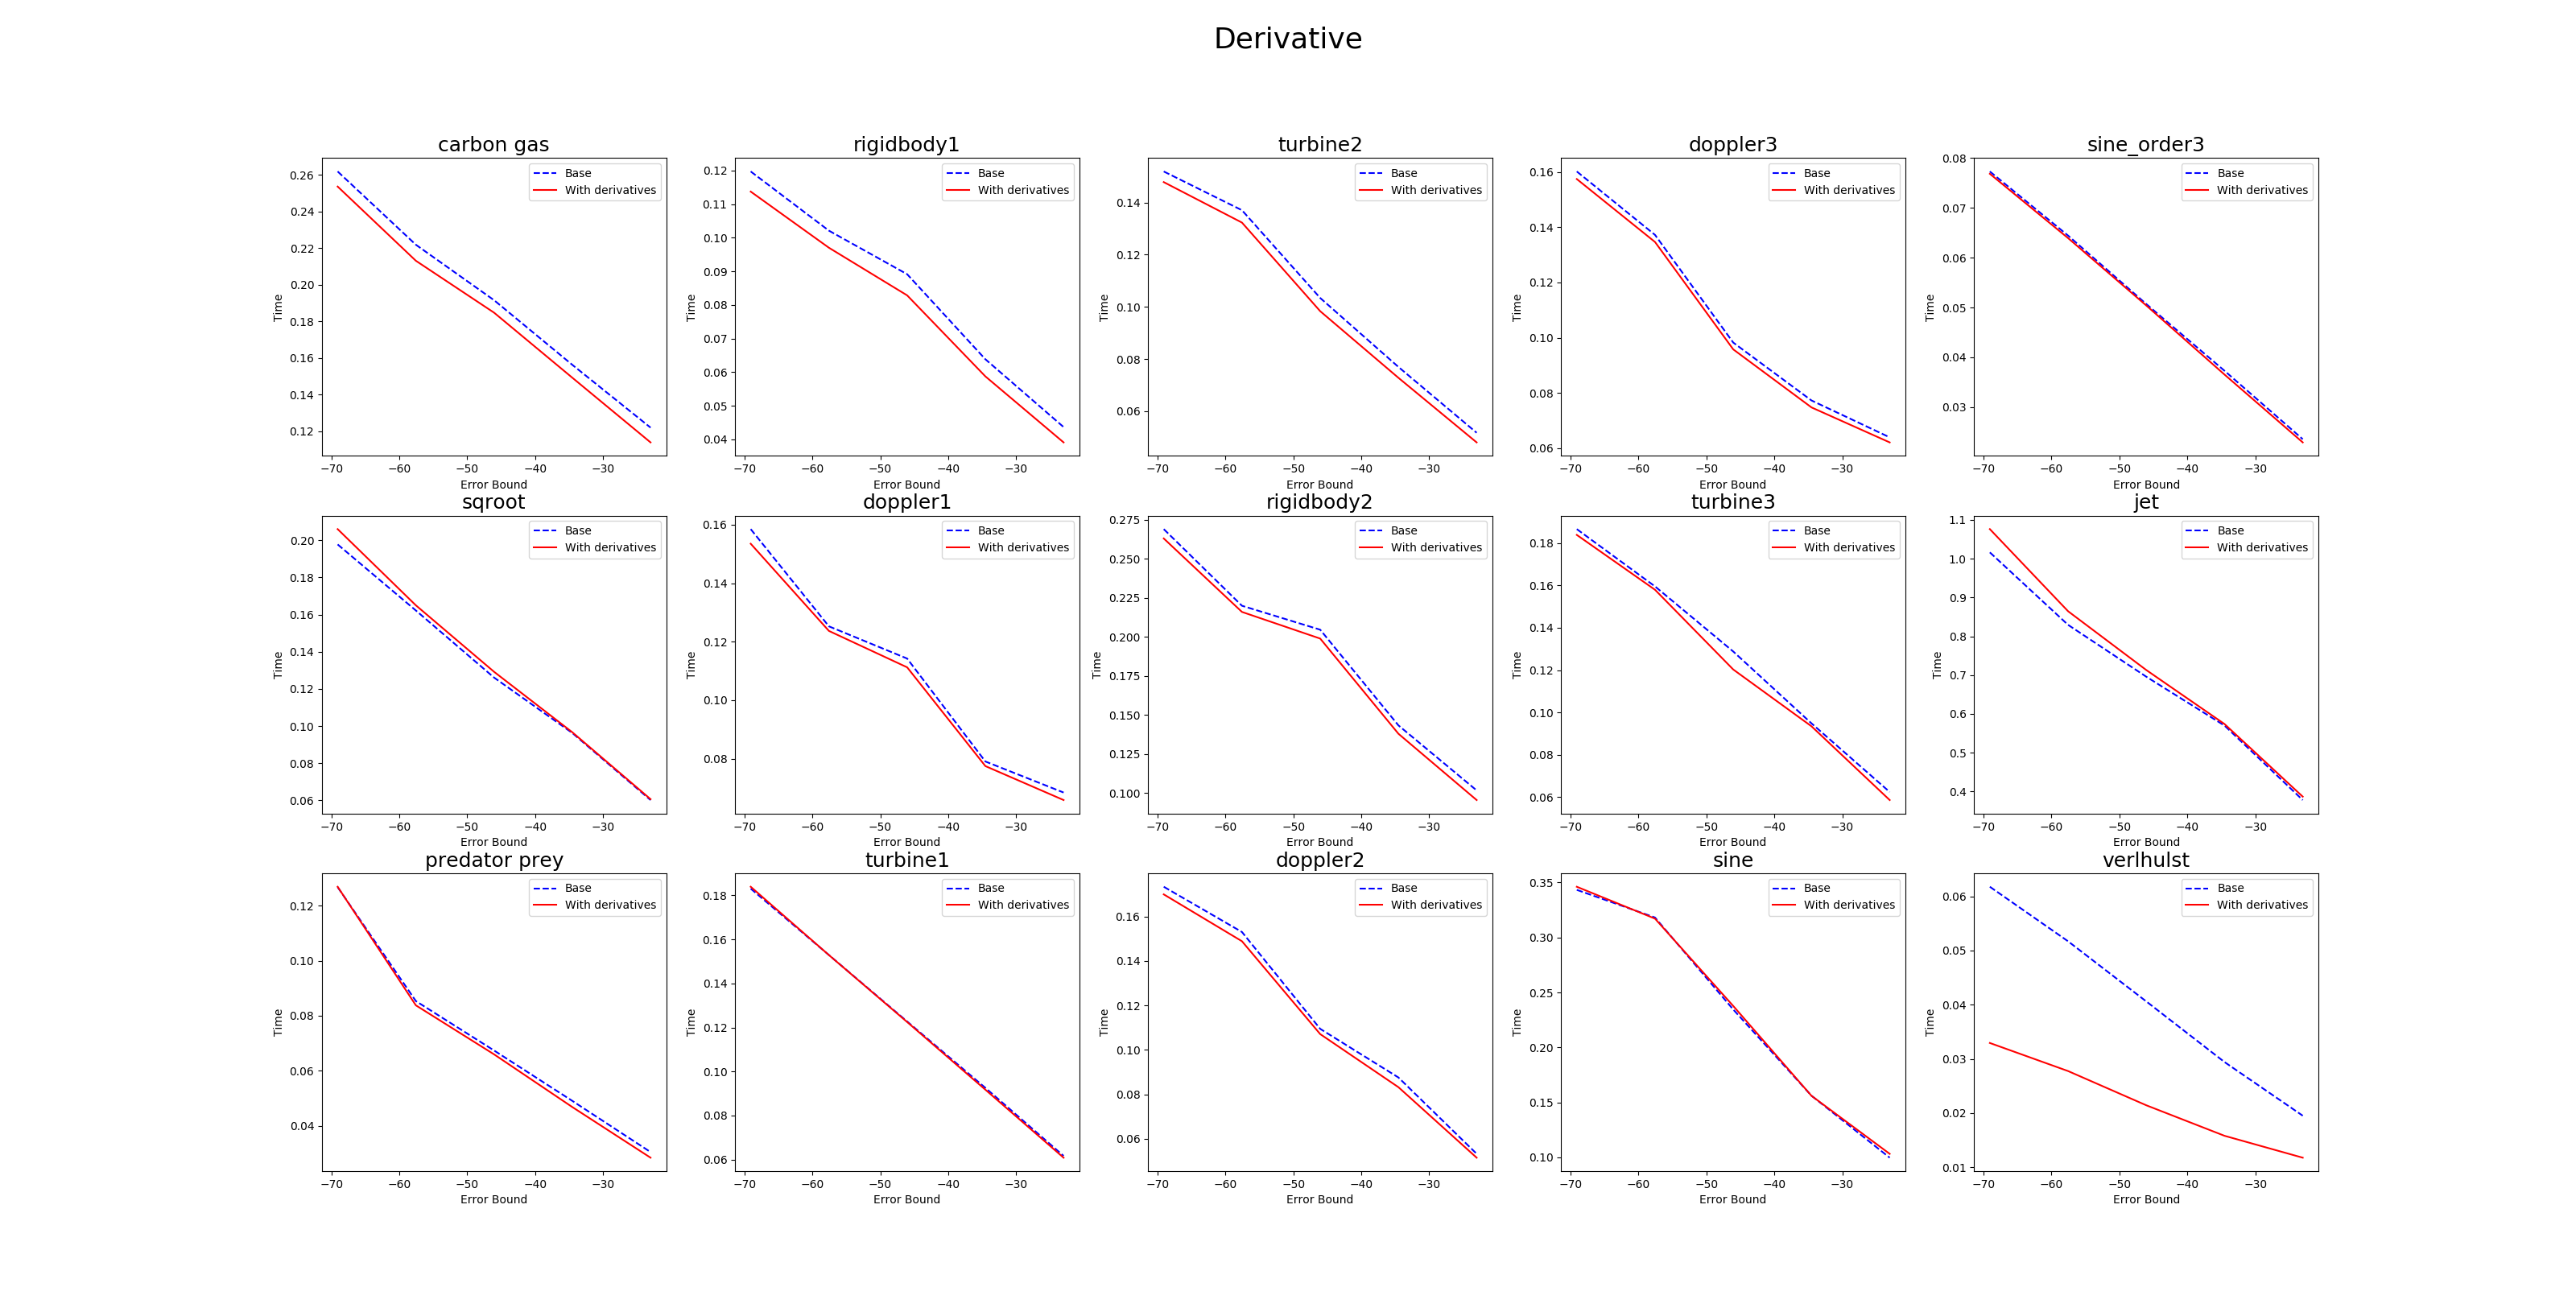 Derivative
carbon gas
Base
With derivatives
0.26
0.24
0.22
0.20
0.18
0.16
0.14
0.12
Time
−70 −60 −50 −40 −30
Error Bound
rigidbody1
Base
With derivatives
0.12
0.11
0.10
0.09
0.08
0.07
0.06
0.05
0.04
Time
−70 −60 −50 −40 −30
Error Bound
turbine2
Base
With derivatives
0.14
0.12
0.10
0.08
0.06
Time
−70 −60 −50 −40 −30
Error Bound
doppler3
Base
With derivatives
0.16
0.14
0.12
0.10
0.08
0.06
Time
−70 −60 −50 −40 −30
Error Bound
sine_order3
Base
With derivatives
0.08
0.07
0.06
0.05
0.04
0.03
Time
−70 −60 −50 −40 −30
Error Bound
sqroot
Base
With derivatives
0.20
0.18
0.16
0.14
0.12
0.10
0.08
0.06
Time
−70 −60 −50 −40 −30
Error Bound
doppler1
Base
With derivatives
0.16
0.14
0.12
0.10
0.08
Time
−70 −60 −50 −40 −30
Error Bound
rigidbody2
Base
With derivatives
0.275
0.250
0.225
0.200
0.175
0.150
0.125
0.100
Time
−70 −60 −50 −40 −30
Error Bound
turbine3
Base
With derivatives
0.18
0.16
0.14
0.12
0.10
0.08
0.06
Time
−70 −60 −50 −40 −30
Error Bound
jet
Base
With derivatives
1.1
1.0
0.9
0.8
0.7
0.6
0.5
0.4
Time
−70 −60 −50 −40 −30
Error Bound
predator prey
Base
With derivatives
0.12
0.10
0.08
0.06
0.04
Time
−70 −60 −50 −40 −30
Error Bound
turbine1
Base
With derivatives
0.18
0.16
0.14
0.12
0.10
0.08
0.06
Time
−70 −60 −50 −40 −30
Error Bound
doppler2
Base
With derivatives
0.16
0.14
0.12
0.10
0.08
0.06
Time
−70 −60 −50 −40 −30
Error Bound
sine
Base
With derivatives
0.35
0.30
0.25
0.20
0.15
0.10
Time
−70 −60 −50 −40 −30
Error Bound
verlhulst
Base
With derivatives
0.06
0.05
0.04
0.03
0.02
0.01
Time
−70 −60 −50 −40 −30
Error Bound